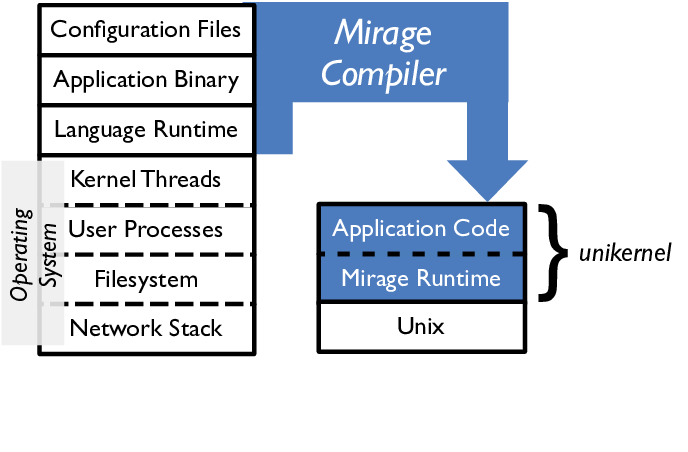 Configuration Files
Application Binary
Language Runtime
Kernel Threads
User Processes
Filesystem
Network Stack
Operating
System
Mirage
Compiler
Application Code
Mirage Runtime
Unix
unikernel